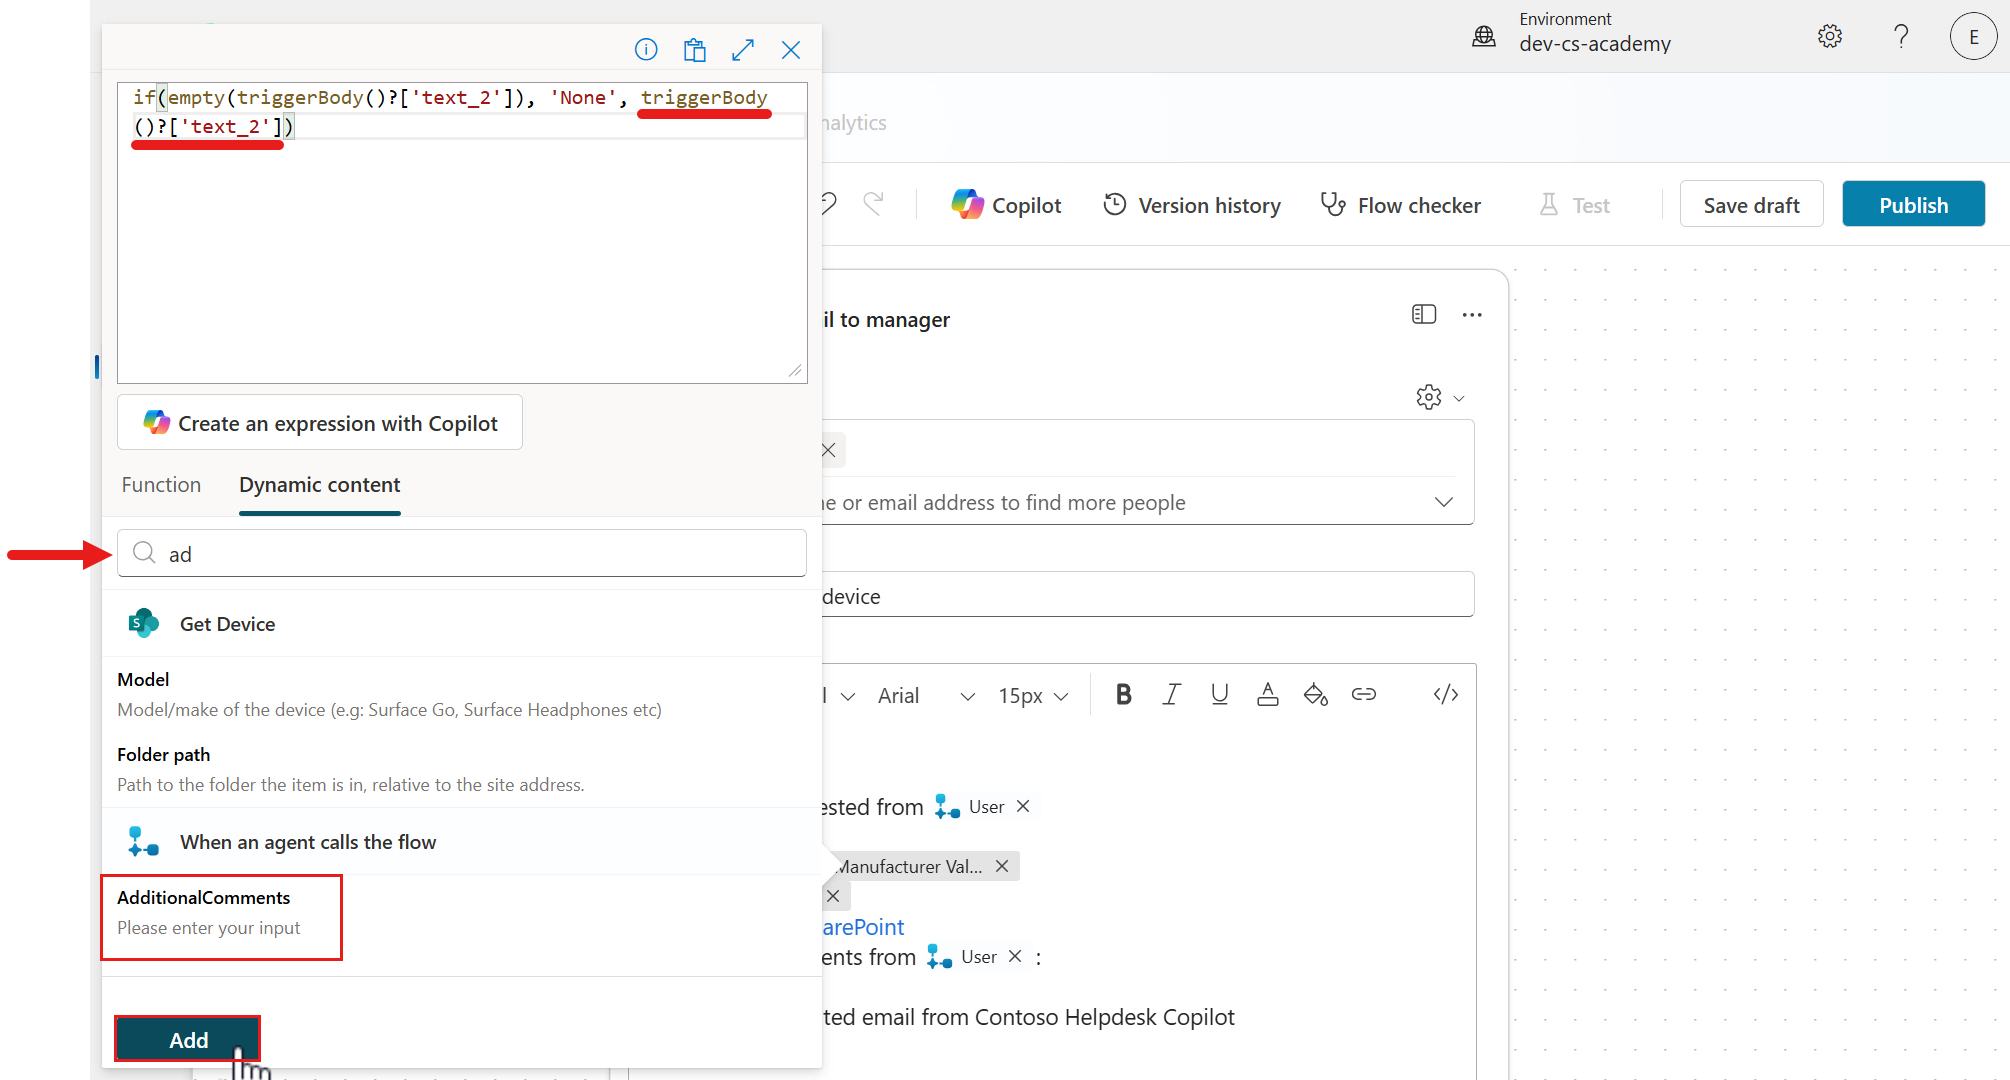 Environment
dev-cs-academy
E
if(empty(triggerBody()?['text_2']), 'None', triggerBody
()?['text_2'])
nalytics
Copilot
Version history
Flow checker
Test
Save draft
Publish
il to manager
Create an expression with Copilot
Function
Dynamic content
ne or email address to find more people
ad
device
S
Get Device
Model
Model/make of the device (e.g: Surface Go, Surface Headphones etc)
Arial
15px
B
I
U
A
</>
Folder path
Path to the folder the item is in, relative to the site address.
ested from User
When an agent calls the flow
Manufacturer Val...
AdditionalComments
Please enter your input
arePoint
ents from User :
ted email from Contoso Helpdesk Copilot
Add